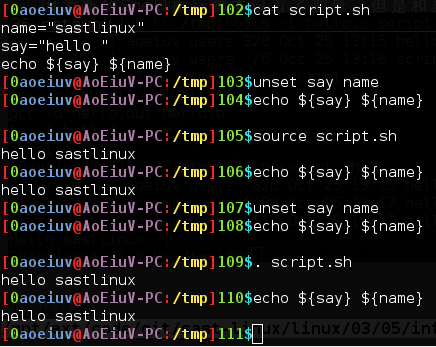 [0aoeiuv@AoEiuV-PC:/tmp]102$cat script.sh
name="sastlinux"
say="hello "
echo ${say} ${name}
[0aoeiuv@AoEiuV-PC:/tmp]103$unset say name
[0aoeiuv@AoEiuV-PC:/tmp]104$echo ${say} ${name}
[0aoeiuv@AoEiuV-PC:/tmp]105$source script.sh
hello sastlinux
[0aoeiuv@AoEiuV-PC:/tmp]106$echo ${say} ${name}
hello sastlinux
[0aoeiuv@AoEiuV-PC:/tmp]107$unset say name
[0aoeiuv@AoEiuV-PC:/tmp]108$echo ${say} ${name}
[0aoeiuv@AoEiuV-PC:/tmp]109$. script.sh
hello sastlinux
[0aoeiuv@AoEiuV-PC:/tmp]110$echo ${say} ${name}
hello sastlinux
[0aoeiuv@AoEiuV-PC:/tmp]111$